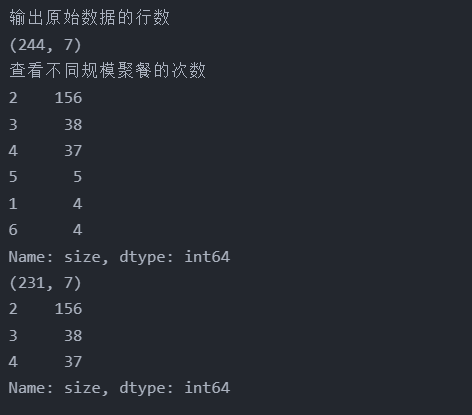 输出原始数据的行数
(244, 7)
查看不同规模聚餐的次数
2    156
3     38
4     37
5      5
1      4
6      4
Name: size, dtype: int64
(231, 7)
2    156
3     38
4     37
Name: size, dtype: int64